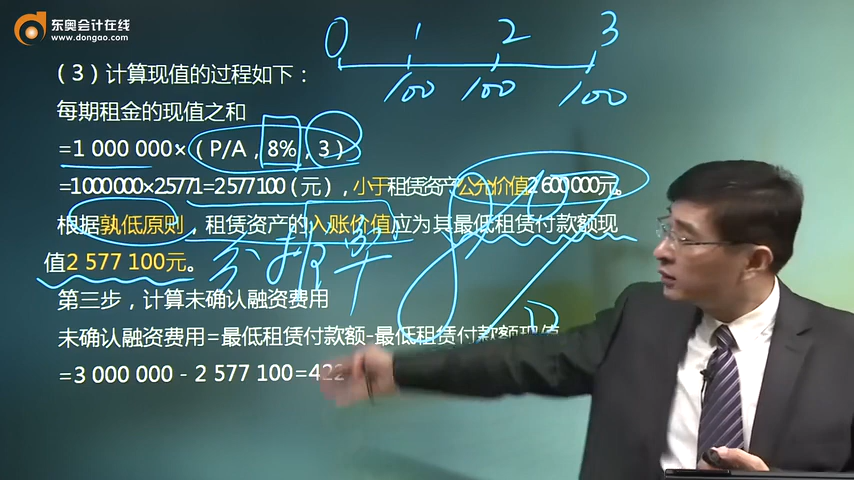 东奥会计在线
www.dongao.com
0 1 2 3
100 100 100
（3）计算现值的过程如下：
每期租金的现值之和
=1 000 000×（P/A，8%，3）
=1000000×25771=2577100（元），小于租赁资产公允价值2600000元。
根据孰低原则，租赁资产的入账价值应为其最低租赁付款额现
值2 577 100元。
第三步，计算未确认融资费用
未确认融资费用=最低租赁付款额-最低租赁付款额现值
=3 000 000－2 577 100=422